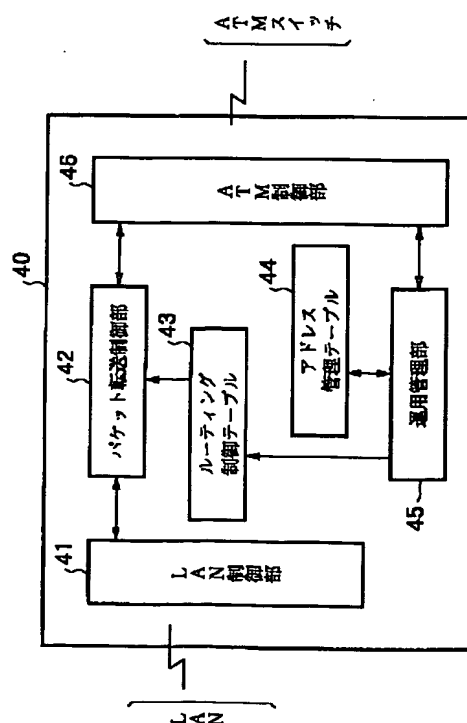 40
41
LAN制御部
42
パケット転送制御部
43
ルーティング
制御テーブル
44
アドレス
管理テーブル
45
運用管理部
46
ATM制御部
LAN
ATMスイッチ